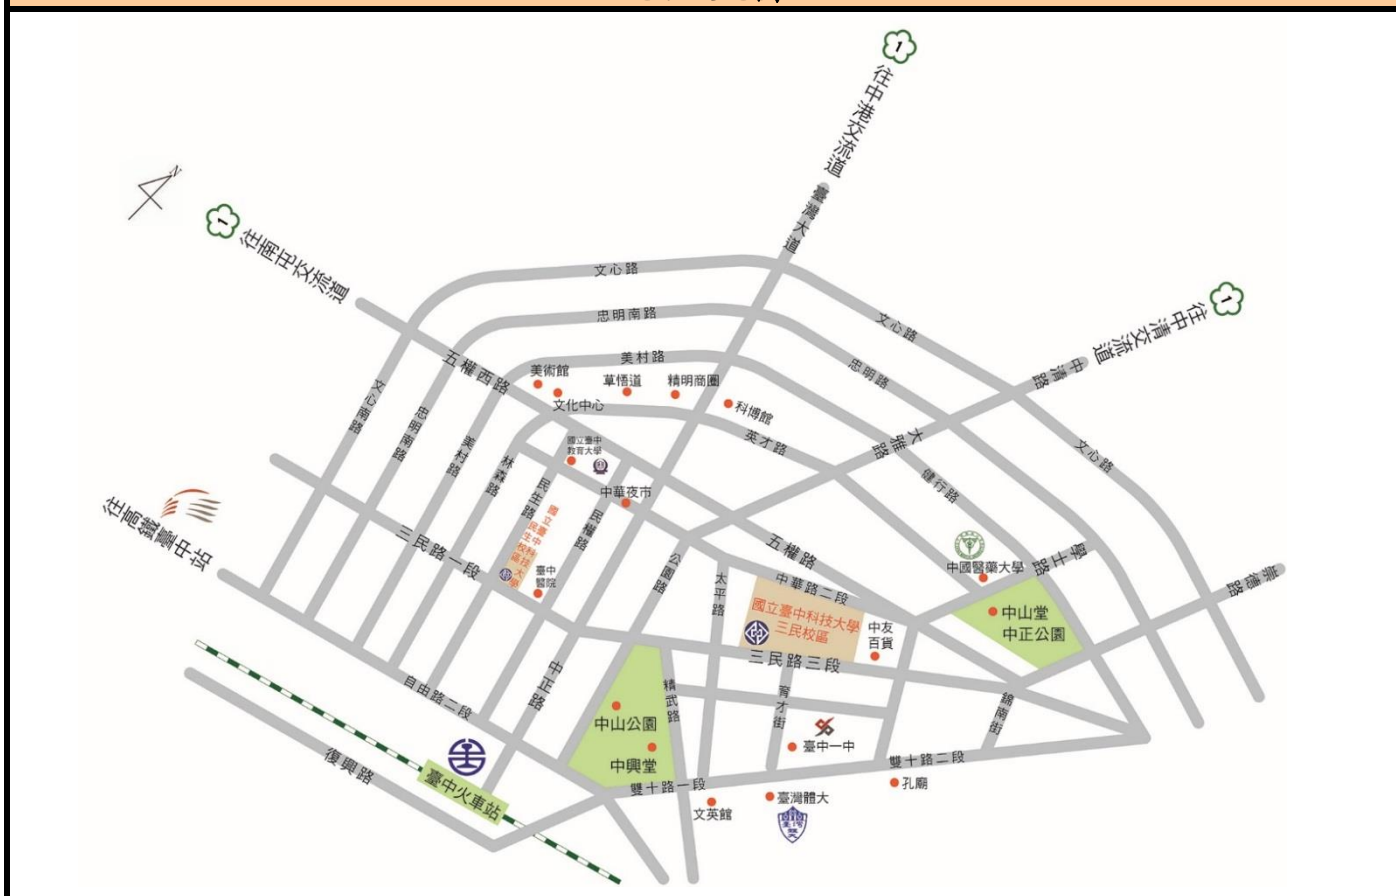 1
往中港交流道
臺灣大道
N
1
往南屯交流道
1
往中清交流道
中清路
文心路
文心路
文心路
忠明南路
忠明路
美村路
五權西路
美術館
文化中心
草悟道
精明商圈
科博館
英才路
大雅路
健行路
文心南路
忠明南路
美村路
林森路
國立臺中
教育大學
民生路
國立臺中科技大學
民生校區
民權路
中華夜市
臺中
醫院
三民路一段
往高鐵臺中站
公園路
太平路
五權路
中華路二段
國立臺中科技大學
三民校區
中友
百貨
三民路三段
中國醫藥大學
學士路
崇德路
中山堂
中正公園
錦南街
自由路二段
中正路
中山公園
中興堂
精武路
育才街
臺中一中
雙十路一段
雙十路二段
文英館
臺灣體大
孔廟
復興路
臺中火車站